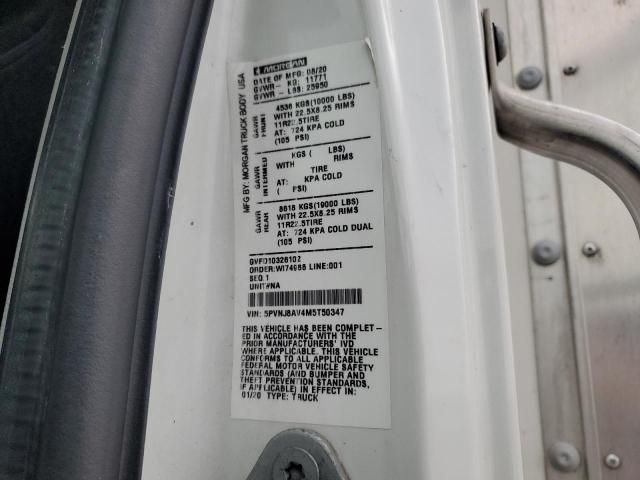 MORGAN
MFG BY: MORGAN TRUCK BODY USA
DATE OF MFG: 08/20
GVWR- KG: 11771
GVWR - LBS: 25950
GAWR FRONT
4536 KGS(10000 LBS)
WITH 22.5X8.25 RIMS
11R22.5TIRE
AT: 724 KPA COLD
(105 PSI)
GAWR INTERMED
KGS ( LBS)
WITH RIMS
TIRE
AT: KPA COLD
( PSI)
GAWR REAR
8618 KGS(19000 LBS)
WITH 22.5X8.25 RIMS
11R22.5TIRE
AT: 724 KPA COLD DUAL
(105 PSI)
GVFD10326102
ORDER:WI74988 LINE:001
SEQ:1
UNIT#NA
VIN: 5PVNJ8AV4M5T50347
THIS VEHICLE HAS BEEN COMPLET-
ED IN ACCORDANCE WITH THE
PRIOR MANUFACTURERS' IVD
WHERE APPLICABLE. THIS VEHICLE
CONFORMS TO ALL APPLICABLE
FEDERAL MOTOR VEHICLE SAFETY
STANDARDS (AND BUMPER AND
THEFT PREVENTION STANDARDS,
IF APPLICABLE) IN EFFECT IN:
01/20 TYPE: TRUCK